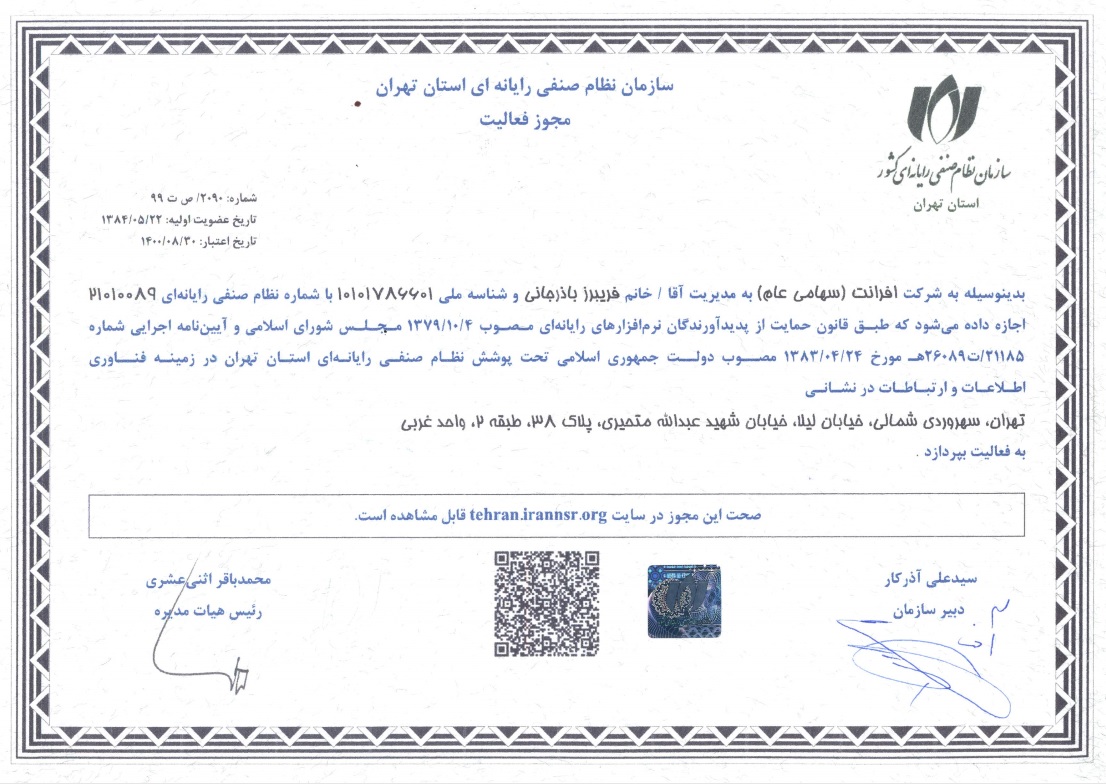 سازمان نظام صنفی رایانه ای استان تهران
مجوز فعالیت
سازمان نظام صنفی رایانه‌ای کشور
استان تهران
شماره: ۲۰۹۰/ ص ت ۹۹
تاریخ عضویت اولیه: ۱۳۸۴/۰۵/۲۲
تاریخ اعتبار: ۱۴۰۰/۰۸/۳۰
بدینوسیله به شرکت افرانت (سهامی عام) به مدیریت آقا / خانم فریبرز باذرجانی و شناسه ملی ۱۰۱۰۱۷۸۶۶۰۱ با شماره نظام صنفی رایانه‌ای ۲۱۰۱۰۰۸۹
اجازه داده می‌شود که طبق قانون حمایت از پدیدآورندگان نرم‌افزارهای رایانه‌ای مصوب ۱۳۷۹/۱۰/۴ مجلس شورای اسلامی و آیین‌نامه اجرایی شماره
۲۱۱۸۵/ت۲۶۰۸۹هـ مورخ ۱۳۸۳/۰۴/۲۴ مصوب دولت جمهوری اسلامی تحت پوشش نظام صنفی رایانه‌ای استان تهران در زمینه فناوری
اطلاعات و ارتباطات در نشانی
تهران، سهروردی شمالی، خیابان لیلا، خیابان شهید عبدالله متحیری، پلاک ۳۸، طبقه ۲، واحد غربی
به فعالیت بپردازد .
صحت این مجوز در سایت tehran.irannsr.org قابل مشاهده است.
سیدعلی آذرکار
دبیر سازمان
محمدباقر اثنی‌عشری
رئیس هیات مدیره